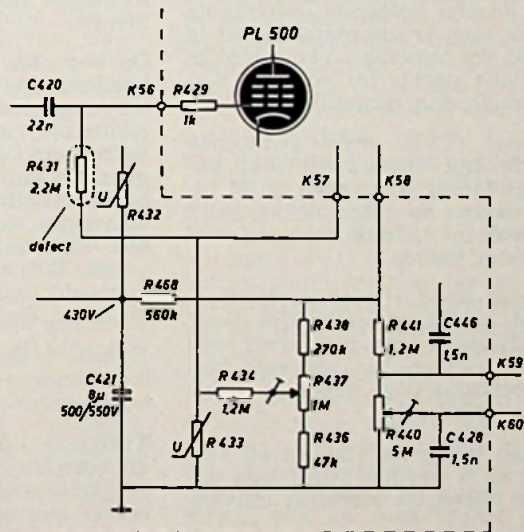 PL 500
C420
22n
K56
R429
1k
R431
2,2M
defect
U
R432
K57
K58
430V
R468
560k
C421
8µ
500/550V
R434
1,2M
U
R433
R438
270k
R437
1M
R436
47k
R441
1,2M
R440
5M
C446
1,5n
C428
1,5n
K59
K60